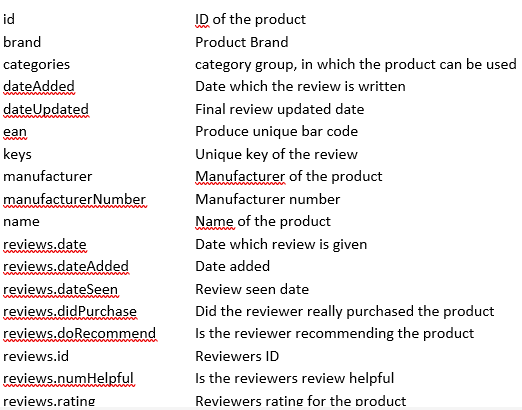 id ID of the product
brand Product Brand
categories category group, in which the product can be used
dateAdded Date which the review is written
dateUpdated Final review updated date
ean Produce unique bar code
keys Unique key of the review
manufacturer Manufacturer of the product
manufacturerNumber Manufacturer number
name Name of the product
reviews.date Date which review is given
reviews.dateAdded Date added
reviews.dateSeen Review seen date
reviews.didPurchase Did the reviewer really purchased the product
reviews.doRecommend Is the reviewer recommending the product
reviews.id Reviewers ID
reviews.numHelpful Is the reviewers review helpful
reviews.rating Reviewers rating for the product